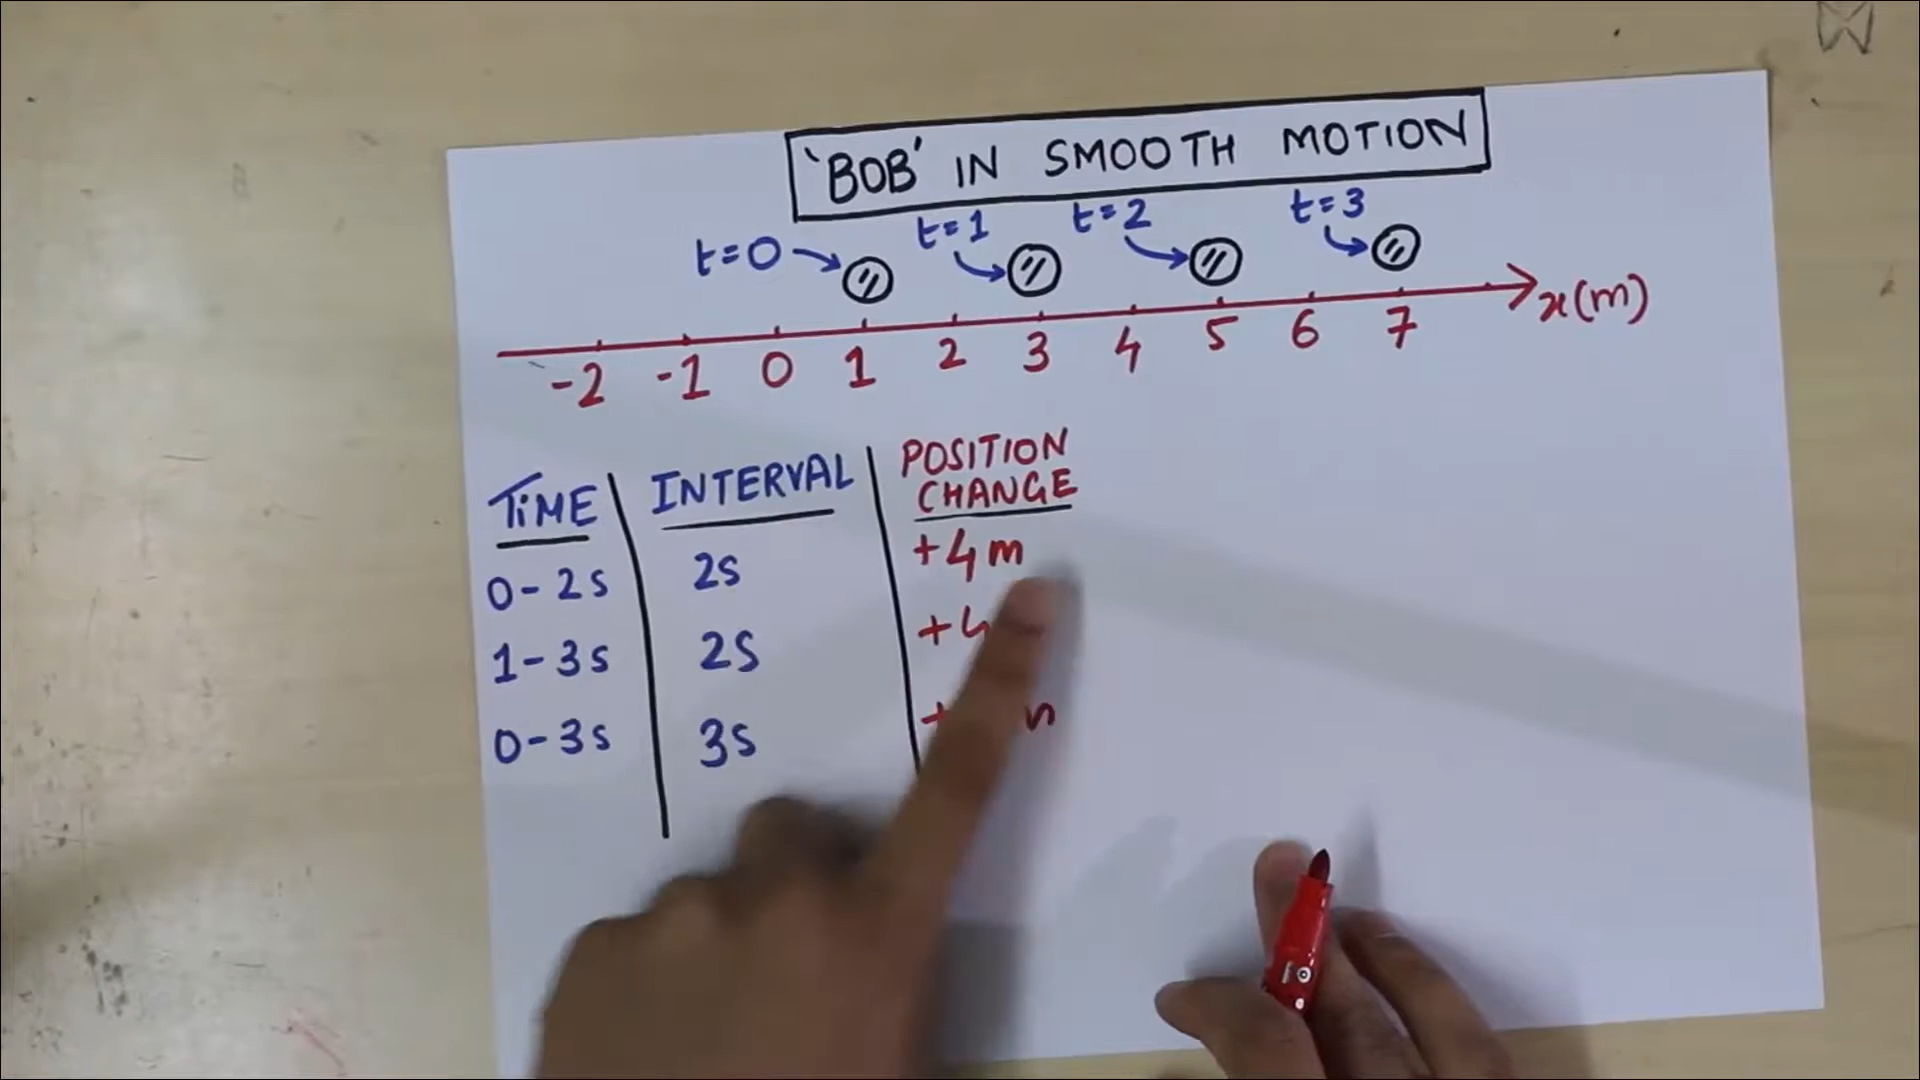 'BOB' IN SMOOTH MOTION
t=0 t=1 t=2 t=3
x(m)
-2 -1 0 1 2 3 4 5 6 7
TIME INTERVAL POSITION CHANGE
0-2s 2s +4m
1-3s 2s +4
0-3s 3s +